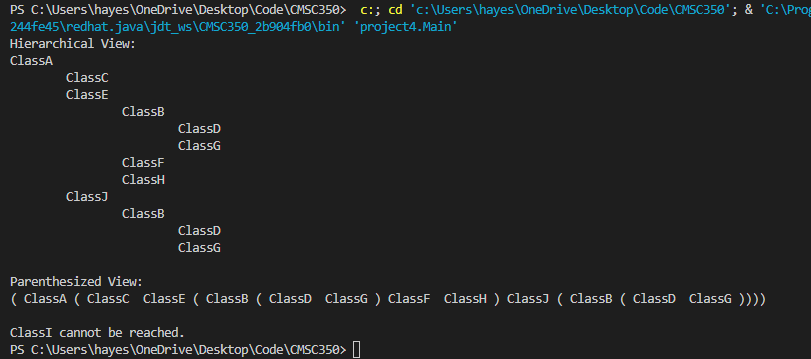 PS C:\Users\hayes\OneDrive\Desktop\Code\CMSC350>  c:; cd 'c:\Users\hayes\OneDrive\Desktop\Code\CMSC350'; & 'C:\Prog
244fe45\redhat.java\jdt_ws\CMSC350_2b904fb0\bin' 'project4.Main'
Hierarchical View:
ClassA
ClassC
ClassE
ClassB
ClassD
ClassG
ClassF
ClassH
ClassJ
ClassB
ClassD
ClassG
Parenthesized View:
( ClassA ( ClassC  ClassE ( ClassB ( ClassD  ClassG ) ClassF  ClassH ) ClassJ ( ClassB ( ClassD  ClassG ))))
ClassI cannot be reached.
PS C:\Users\hayes\OneDrive\Desktop\Code\CMSC350>